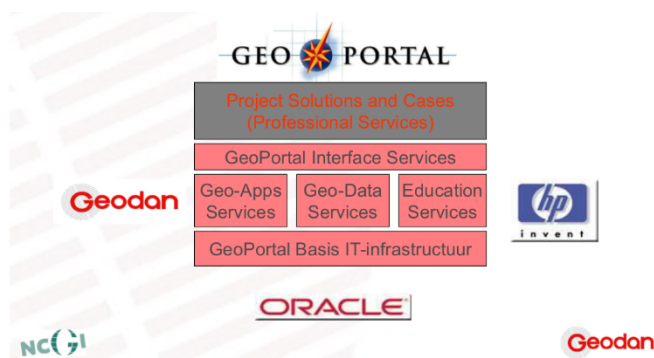 GEO PORTAL
Project Solutions and Cases
(Professional Services)
GeoPortal Interface Services
Geo-Apps
Services
Geo-Data
Services
Education
Services
GeoPortal Basis IT-infrastructuur
Geodan
hp
invent
ORACLE
NCGI
Geodan